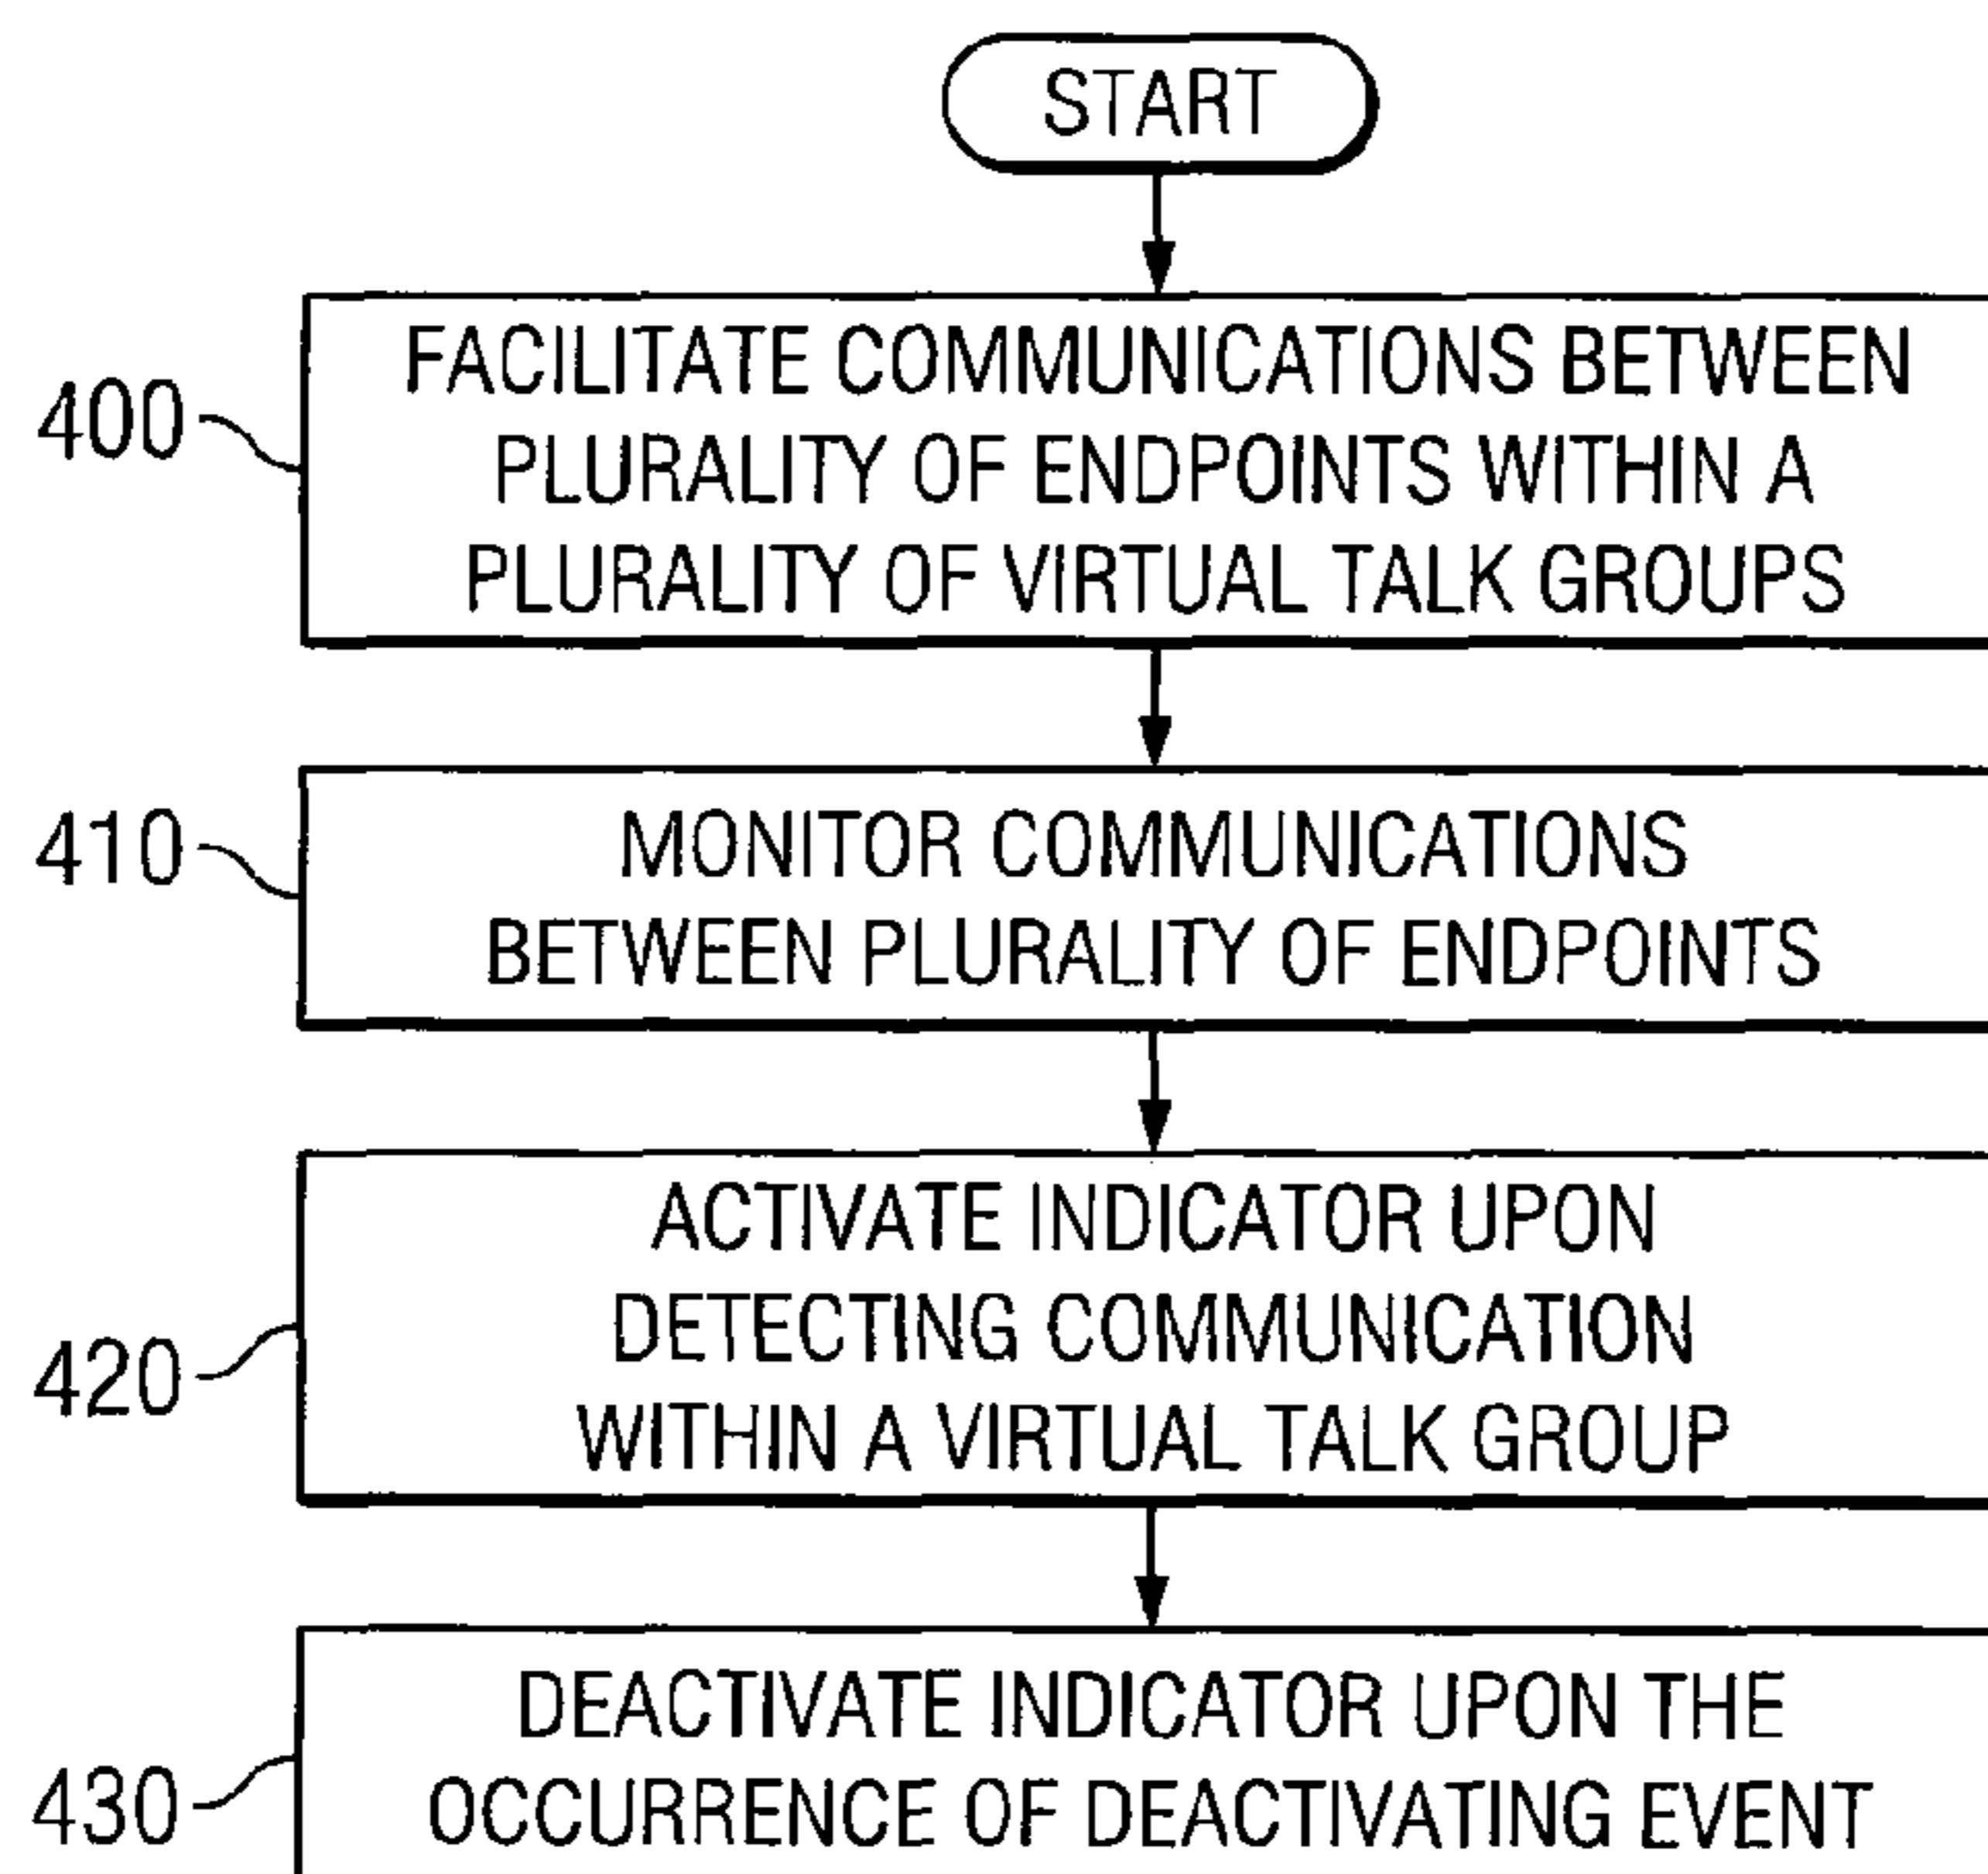 START
400
FACILITATE COMMUNICATIONS BETWEEN
PLURALITY OF ENDPOINTS WITHIN A
PLURALITY OF VIRTUAL TALK GROUPS
410
MONITOR COMMUNICATIONS
BETWEEN PLURALITY OF ENDPOINTS
420
ACTIVATE INDICATOR UPON
DETECTING COMMUNICATION
WITHIN A VIRTUAL TALK GROUP
430
DEACTIVATE INDICATOR UPON THE
OCCURRENCE OF DEACTIVATING EVENT